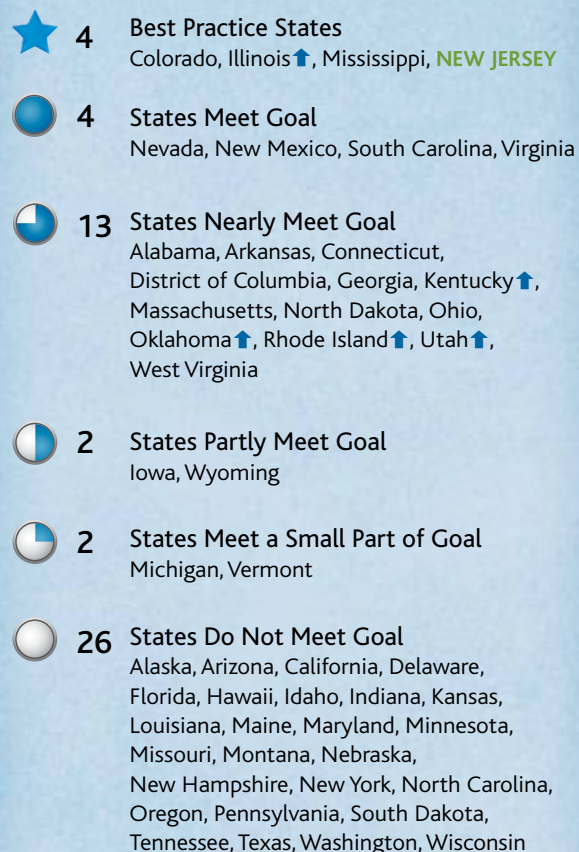 4 Best Practice States
Colorado, Illinois⬆, Mississippi, NEW JERSEY
4 States Meet Goal
Nevada, New Mexico, South Carolina, Virginia
13 States Nearly Meet Goal
Alabama, Arkansas, Connecticut,
District of Columbia, Georgia, Kentucky⬆,
Massachusetts, North Dakota, Ohio,
Oklahoma⬆, Rhode Island⬆, Utah⬆,
West Virginia
2 States Partly Meet Goal
Iowa, Wyoming
2 States Meet a Small Part of Goal
Michigan, Vermont
26 States Do Not Meet Goal
Alaska, Arizona, California, Delaware,
Florida, Hawaii, Idaho, Indiana, Kansas,
Louisiana, Maine, Maryland, Minnesota,
Missouri, Montana, Nebraska,
New Hampshire, New York, North Carolina,
Oregon, Pennsylvania, South Dakota,
Tennessee, Texas, Washington, Wisconsin